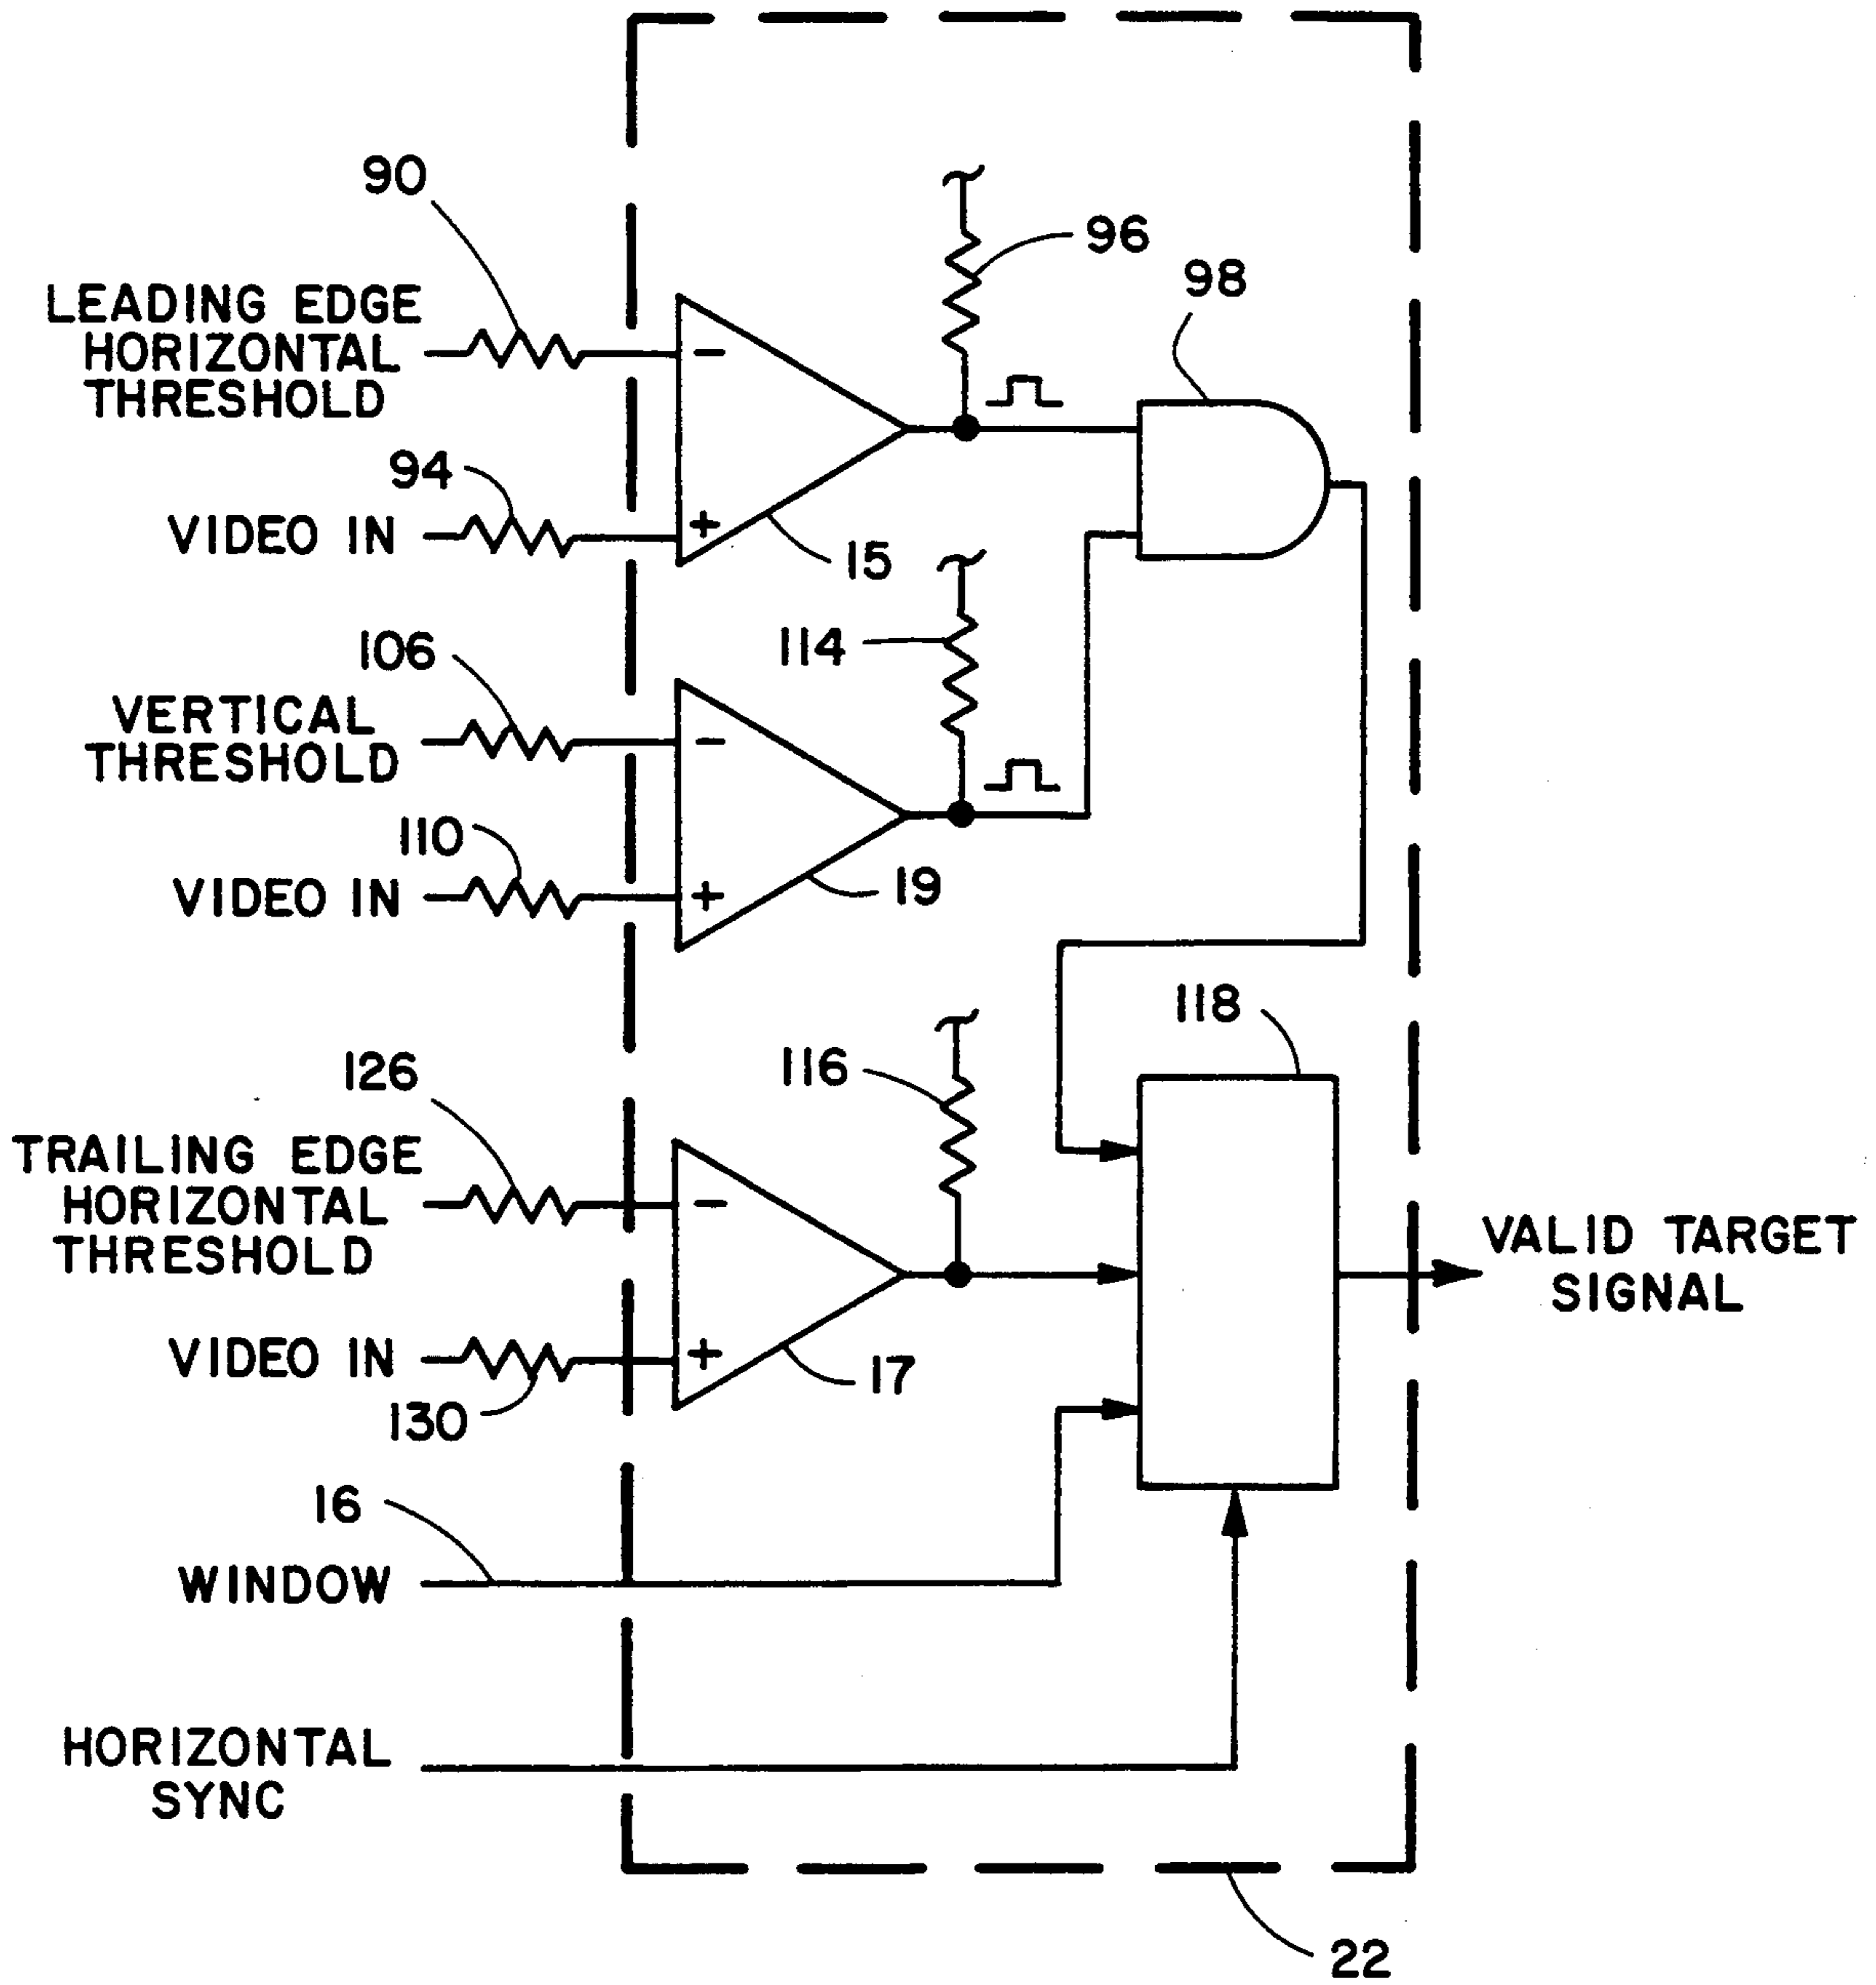 90
96
98
LEADING EDGE
HORIZONTAL
THRESHOLD
−
94
VIDEO IN
+
15
114
106
VERTICAL
THRESHOLD
−
110
VIDEO IN
+
19
118
126
116
TRAILING EDGE
HORIZONTAL
THRESHOLD
−
VALID TARGET
SIGNAL
VIDEO IN
+
17
130
16
WINDOW
HORIZONTAL
SYNC
22